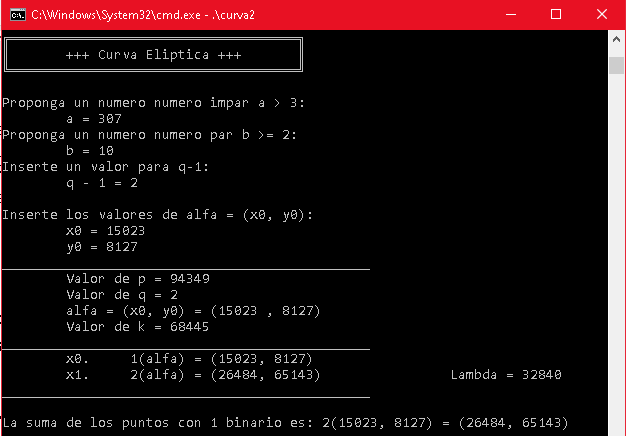 C:\Windows\System32\cmd.exe - .\curva2
+++ Curva Eliptica +++
Proponga un numero numero impar a > 3:
a = 307
Proponga un numero numero par b >= 2:
b = 10
Inserte un valor para q-1:
q - 1 = 2
Inserte los valores de alfa = (x0, y0):
x0 = 15023
y0 = 8127
Valor de p = 94349
Valor de q = 2
alfa = (x0, y0) = (15023 , 8127)
Valor de k = 68445
x0. 1(alfa) = (15023, 8127)
x1. 2(alfa) = (26484, 65143) Lambda = 32840
La suma de los puntos con 1 binario es: 2(15023, 8127) = (26484, 65143)